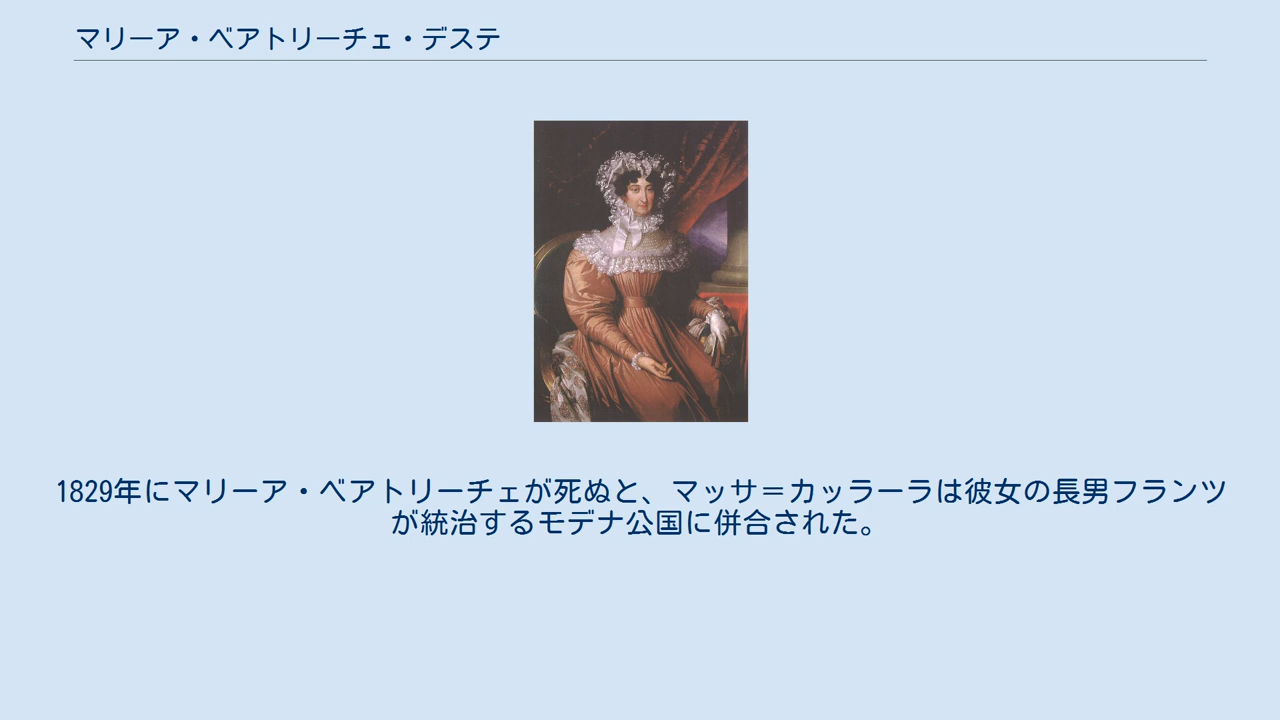 マリーア・ベアトリーチェ・デステ
1829年にマリーア・ベアトリーチェが死ぬと、マッサ＝カッラーラは彼女の長男フランツ
が統治するモデナ公国に併合された。